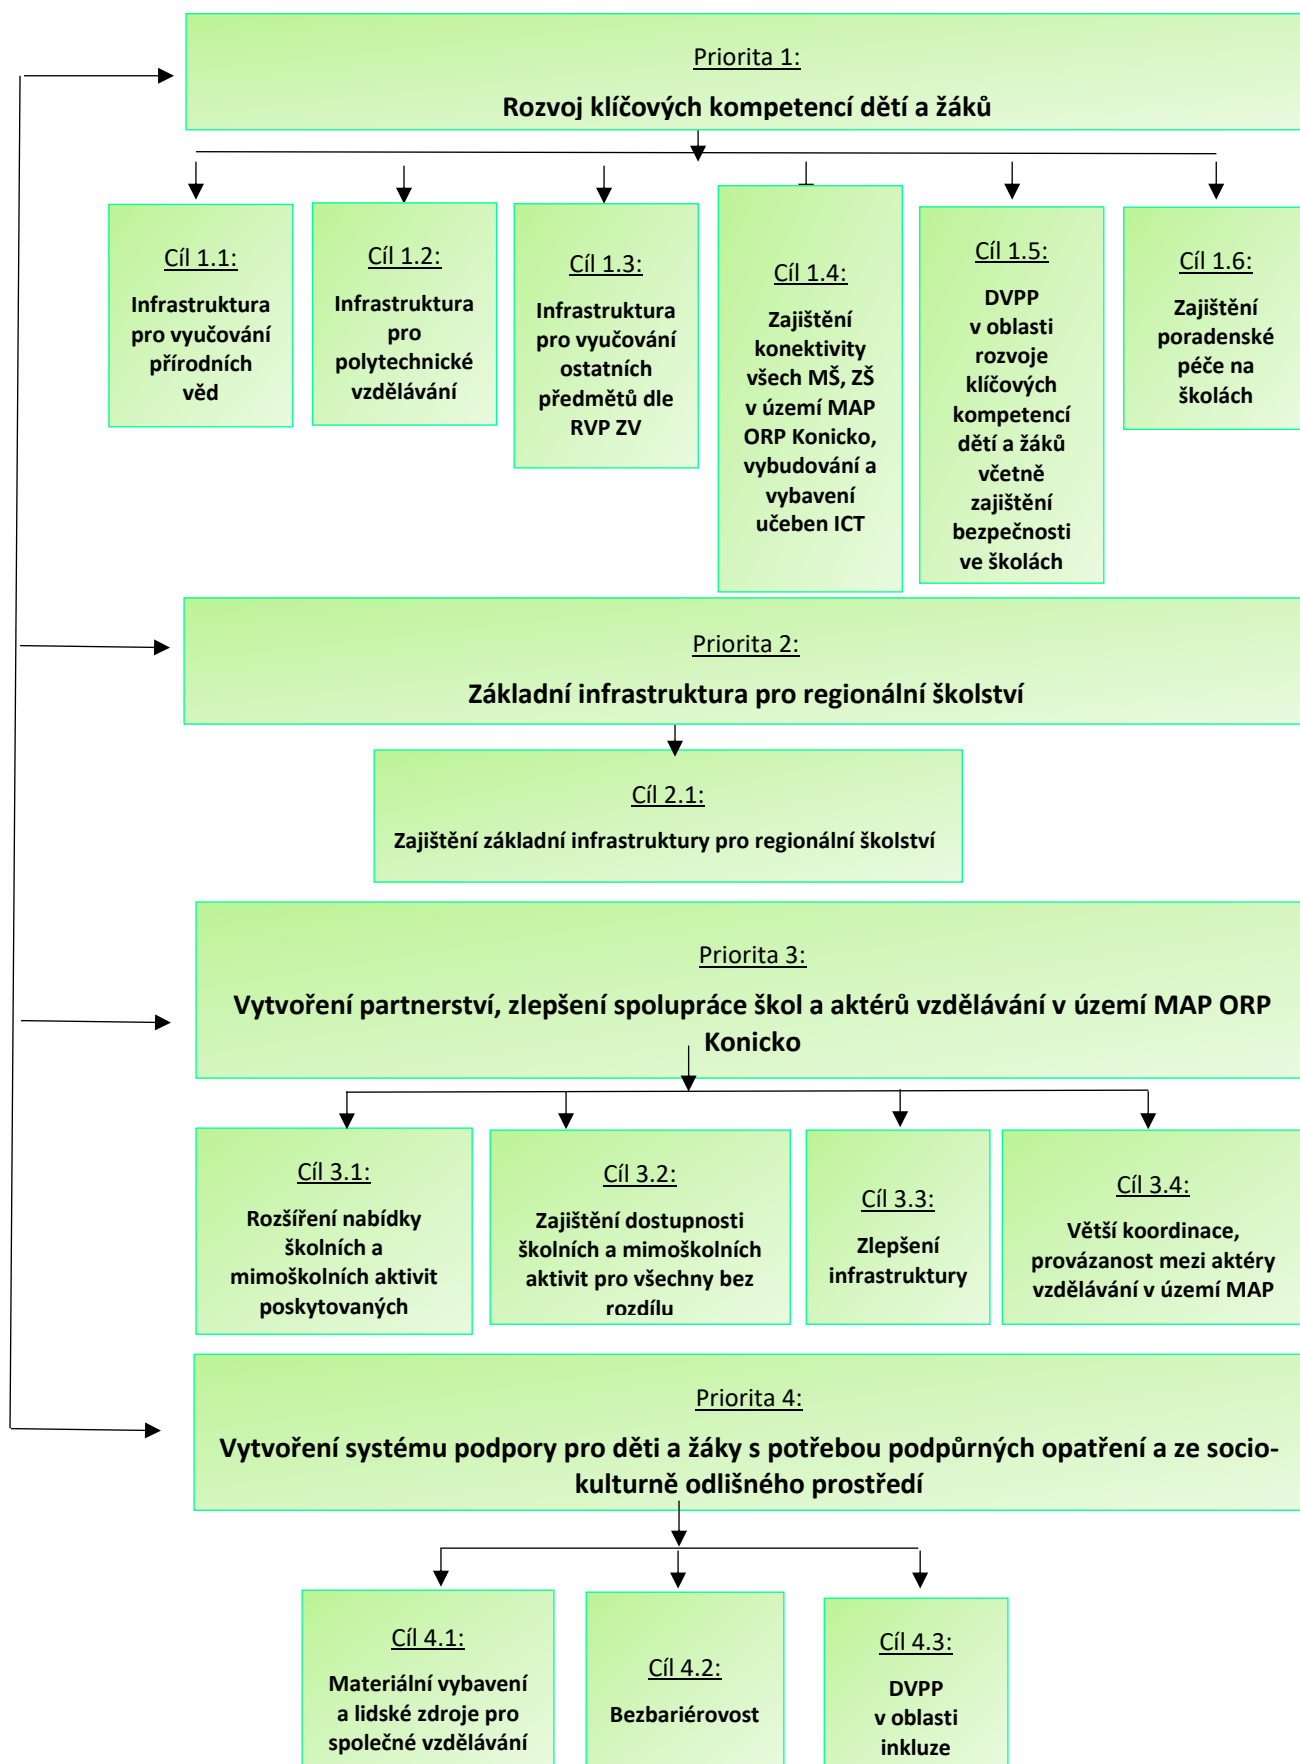 Priorita 1:
Rozvoj klíčových kompetencí dětí a žáků
Cíl 1.1:
Infrastruktura
pro vyučování
přírodních
věd
Cíl 1.2:
Infrastruktura
pro
polytechnické
vzdělávání
Cíl 1.3:
Infrastruktura
pro vyučování
ostatních
předmětů dle
RVP ZV
Cíl 1.4:
Zajištění
konektivity
všech MŠ, ZŠ
v území MAP
ORP Konicko,
vybudování a
vybavení
učeben ICT
Cíl 1.5:
DVPP
v oblasti
rozvoje
klíčových
kompetencí
dětí a žáků
včetně
zajištění
bezpečnosti
ve školách
Cíl 1.6:
Zajištění
poradenské
péče na
školách
Priorita 2:
Základní infrastruktura pro regionální školství
Cíl 2.1:
Zajištění základní infrastruktury pro regionální školství
Priorita 3:
Vytvoření partnerství, zlepšení spolupráce škol a aktérů vzdělávání v území MAP ORP
Konicko
Cíl 3.1:
Rozšíření nabídky
školních a
mimoškolních aktivit
poskytovaných
Cíl 3.2:
Zajištění dostupnosti
školních a mimoškolních
aktivit pro všechny bez
rozdílu
Cíl 3.3:
Zlepšení
infrastruktury
Cíl 3.4:
Větší koordinace,
provázanost mezi aktéry
vzdělávání v území MAP
Priorita 4:
Vytvoření systému podpory pro děti a žáky s potřebou podpůrných opatření a ze socio-
kulturně odlišného prostředí
Cíl 4.1:
Materiální vybavení
a lidské zdroje pro
společné vzdělávání
Cíl 4.2:
Bezbariérovost
Cíl 4.3:
DVPP
v oblasti
inkluze